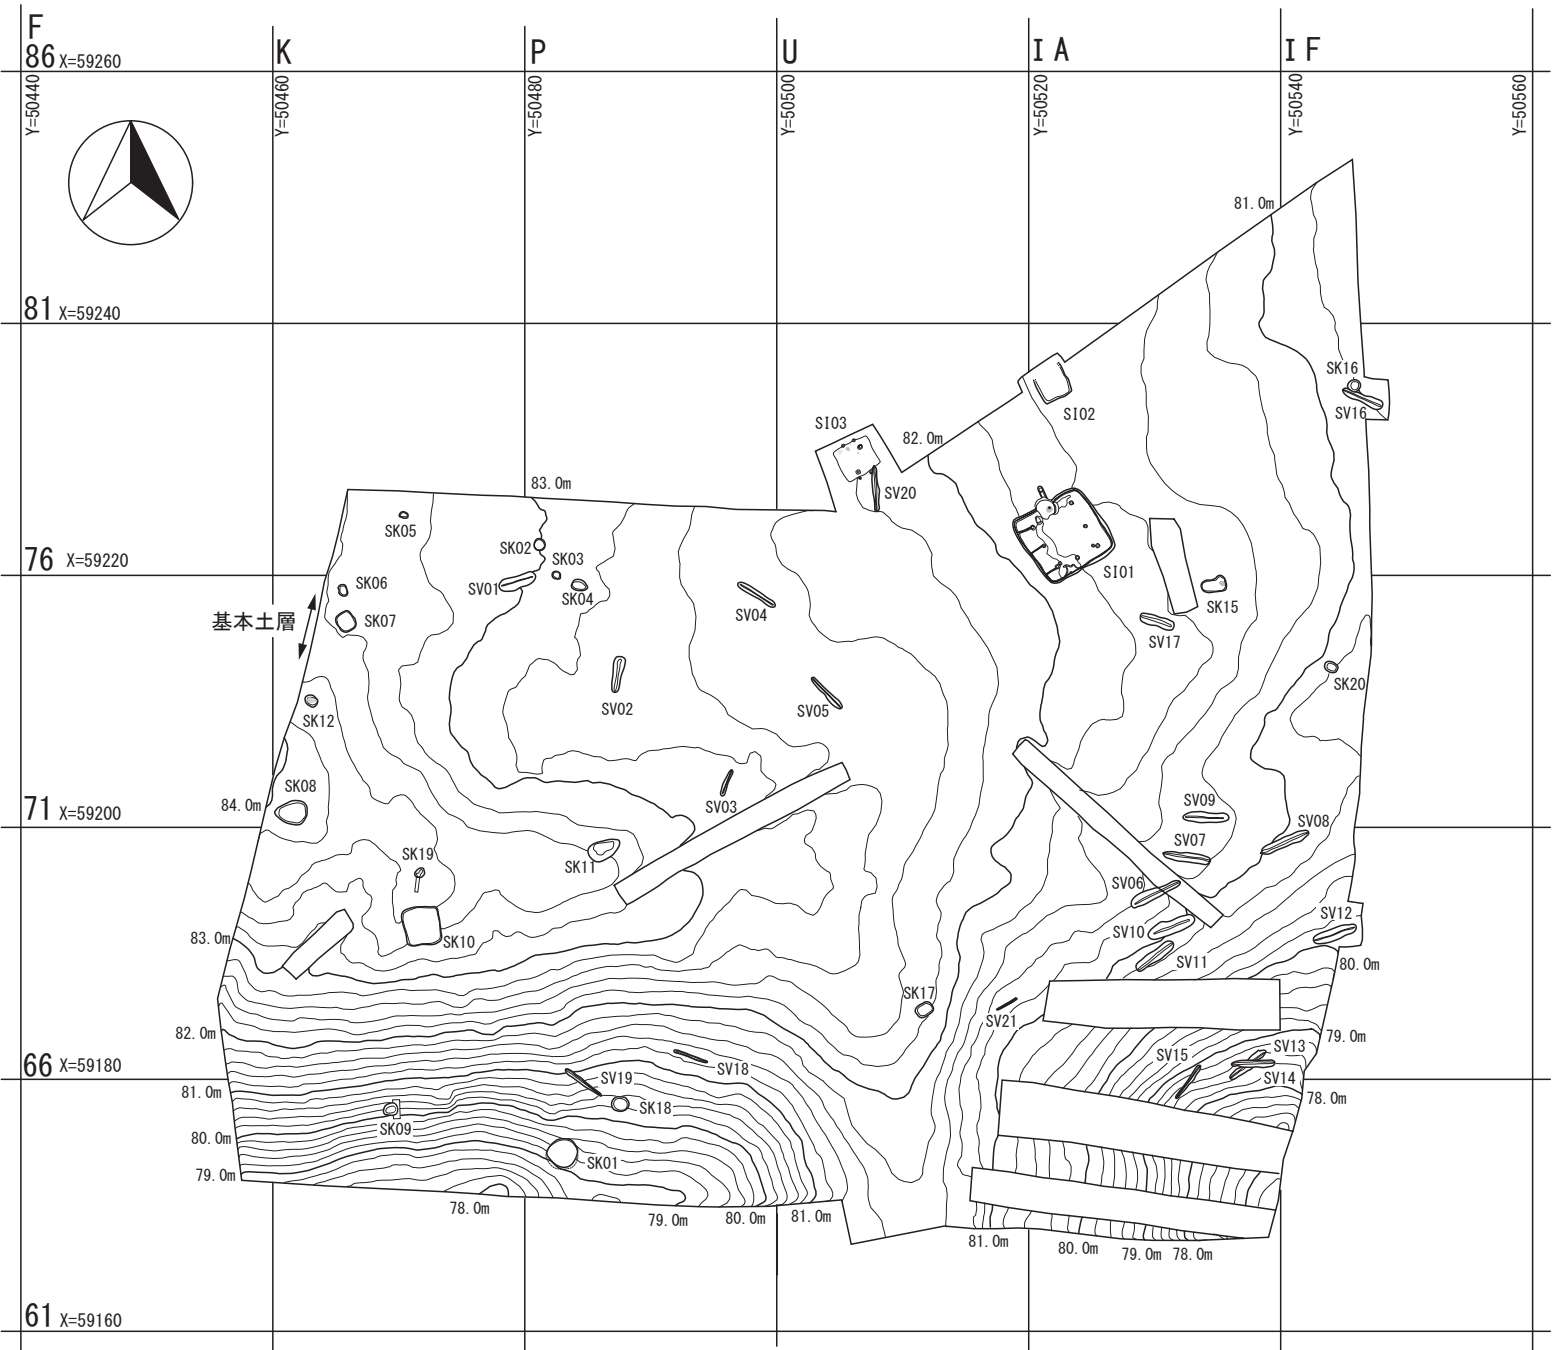 F
K
P
U
IA
IF
86 X=59260
Y=50440
Y=50460
Y=50480
Y=50500
Y=50520
Y=50540
Y=50560
81.0m
81 X=59240
SK16
SV16
SI02
SI03
82.0m
SV20
83.0m
SK05
SK02
SK03
76 X=59220
SV01
SK04
SK06
SK07
基本土層
SV04
SI01
SK15
SV17
SK20
SK12
SV02
SV05
SK08
84.0m
SV03
71 X=59200
SV09
SV08
SV07
SK19
SK11
SV06
SV12
83.0m
SK10
SV10
SV11
80.0m
SK17
SV21
82.0m
79.0m
SV13
SV15
66 X=59180
SV18
SV19
SV14
81.0m
78.0m
SK18
SK09
80.0m
SK01
79.0m
78.0m
79.0m
80.0m
81.0m
81.0m
80.0m
79.0m
78.0m
61 X=59160